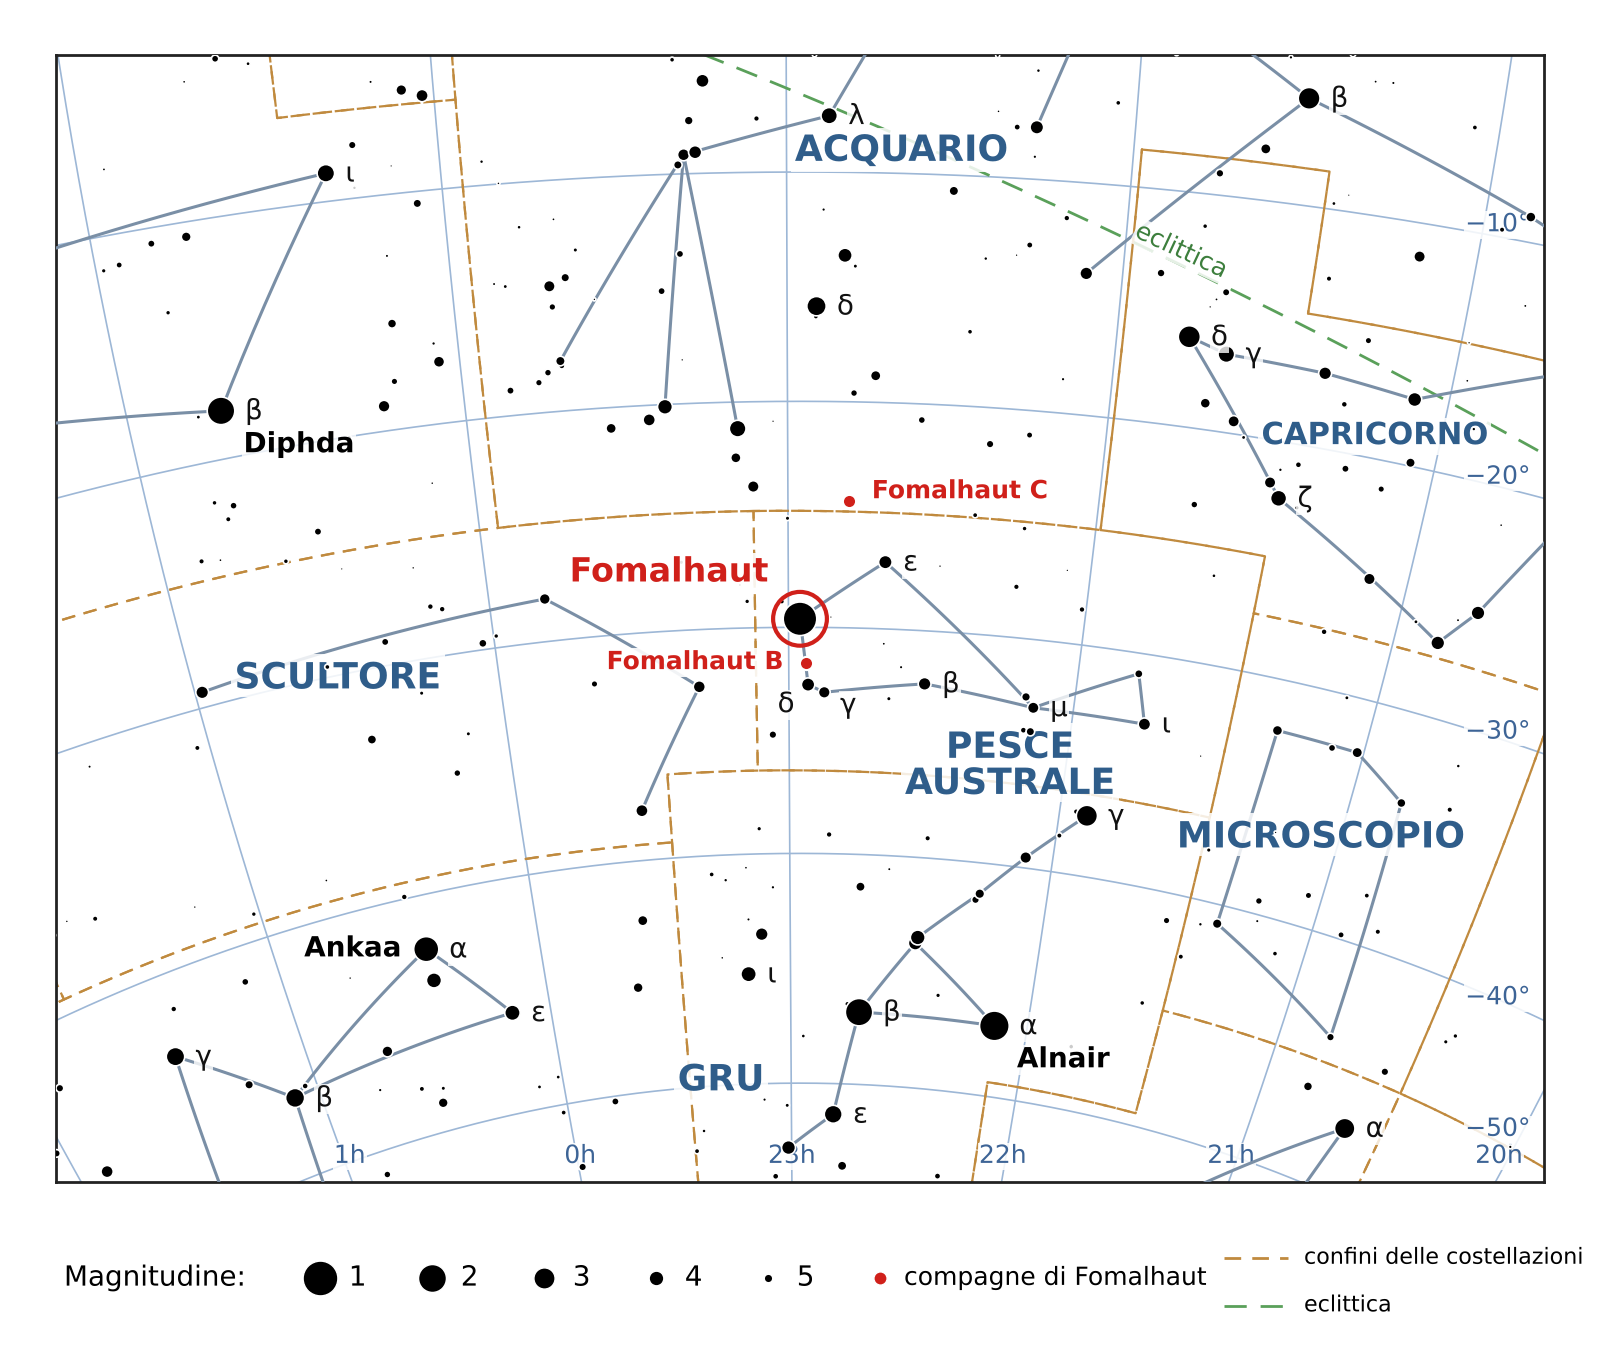 λ
β
ACQUARIO
ι
−10°
eclittica
δ
δ
γ
β
Diphda
CAPRICORNO
−20°
Fomalhaut C
ζ
Fomalhaut
ε
Fomalhaut B
SCULTORE
δ
γ
β
μ
ι
−30°
PESCE
AUSTRALE
γ
MICROSCOPIO
Ankaa
α
ι
−40°
ε
β
α
Alnair
γ
β
GRU
ε
α
−50°
1h
0h
23h
22h
21h
20h
Magnitudine:
1
2
3
4
5
compagne di Fomalhaut
confini delle costellazioni
eclittica